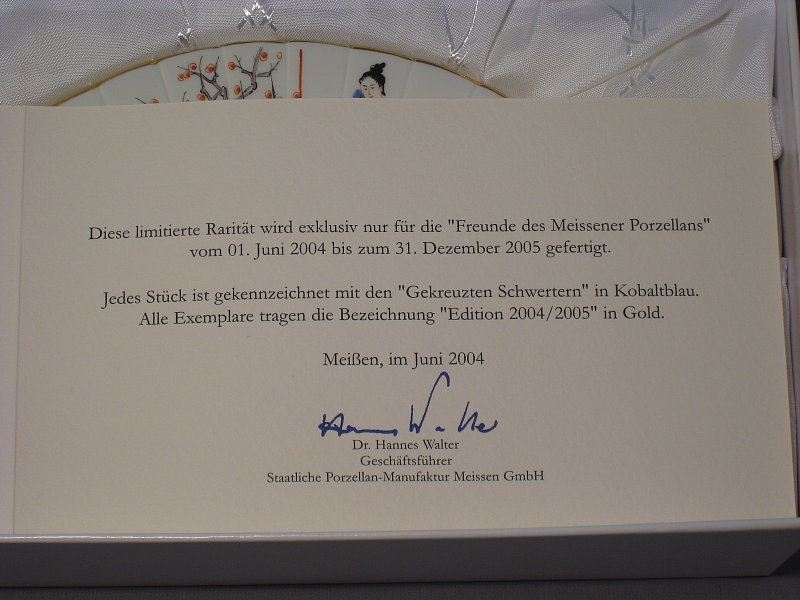 Diese limitierte Rarität wird exklusiv nur für die "Freunde des Meissener Porzellans"
vom 01. Juni 2004 bis zum 31. Dezember 2005 gefertigt.
Jedes Stück ist gekennzeichnet mit den "Gekreuzten Schwertern" in Kobaltblau.
Alle Exemplare tragen die Bezeichnung "Edition 2004/2005" in Gold.
Meißen, im Juni 2004
Hannes Walter
Dr. Hannes Walter
Geschäftsführer
Staatliche Porzellan-Manufaktur Meissen GmbH